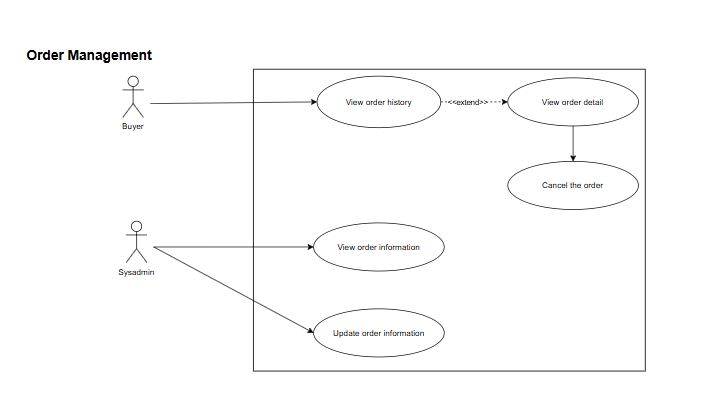 Order Management
View order history
<<extend>>
View order detail
Buyer
Cancel the order
View order information
Sysadmin
Update order information